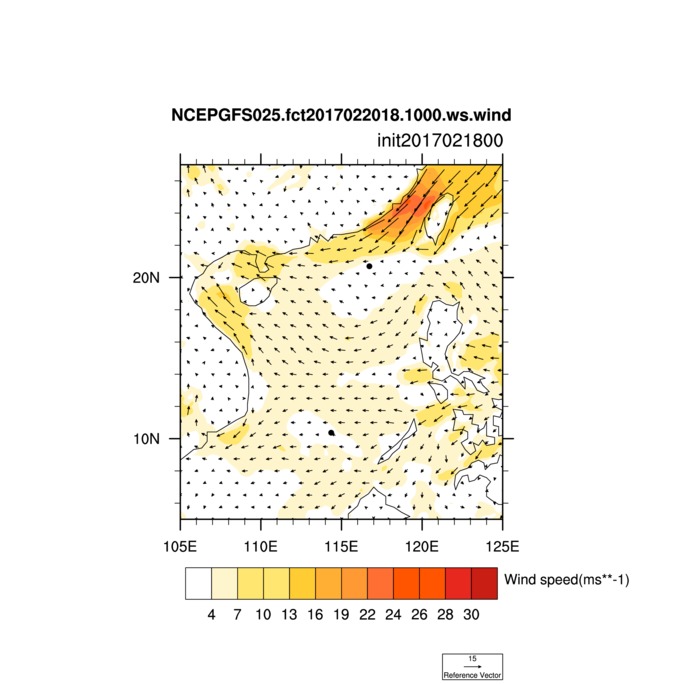 NCEPGFS025.fct2017022018.1000.ws.wind
init2017021800
20N
10N
105E 110E 115E 120E 125E
Wind speed(ms**-1)
4 7 10 13 16 19 22 24 26 28 30
15
Reference Vector